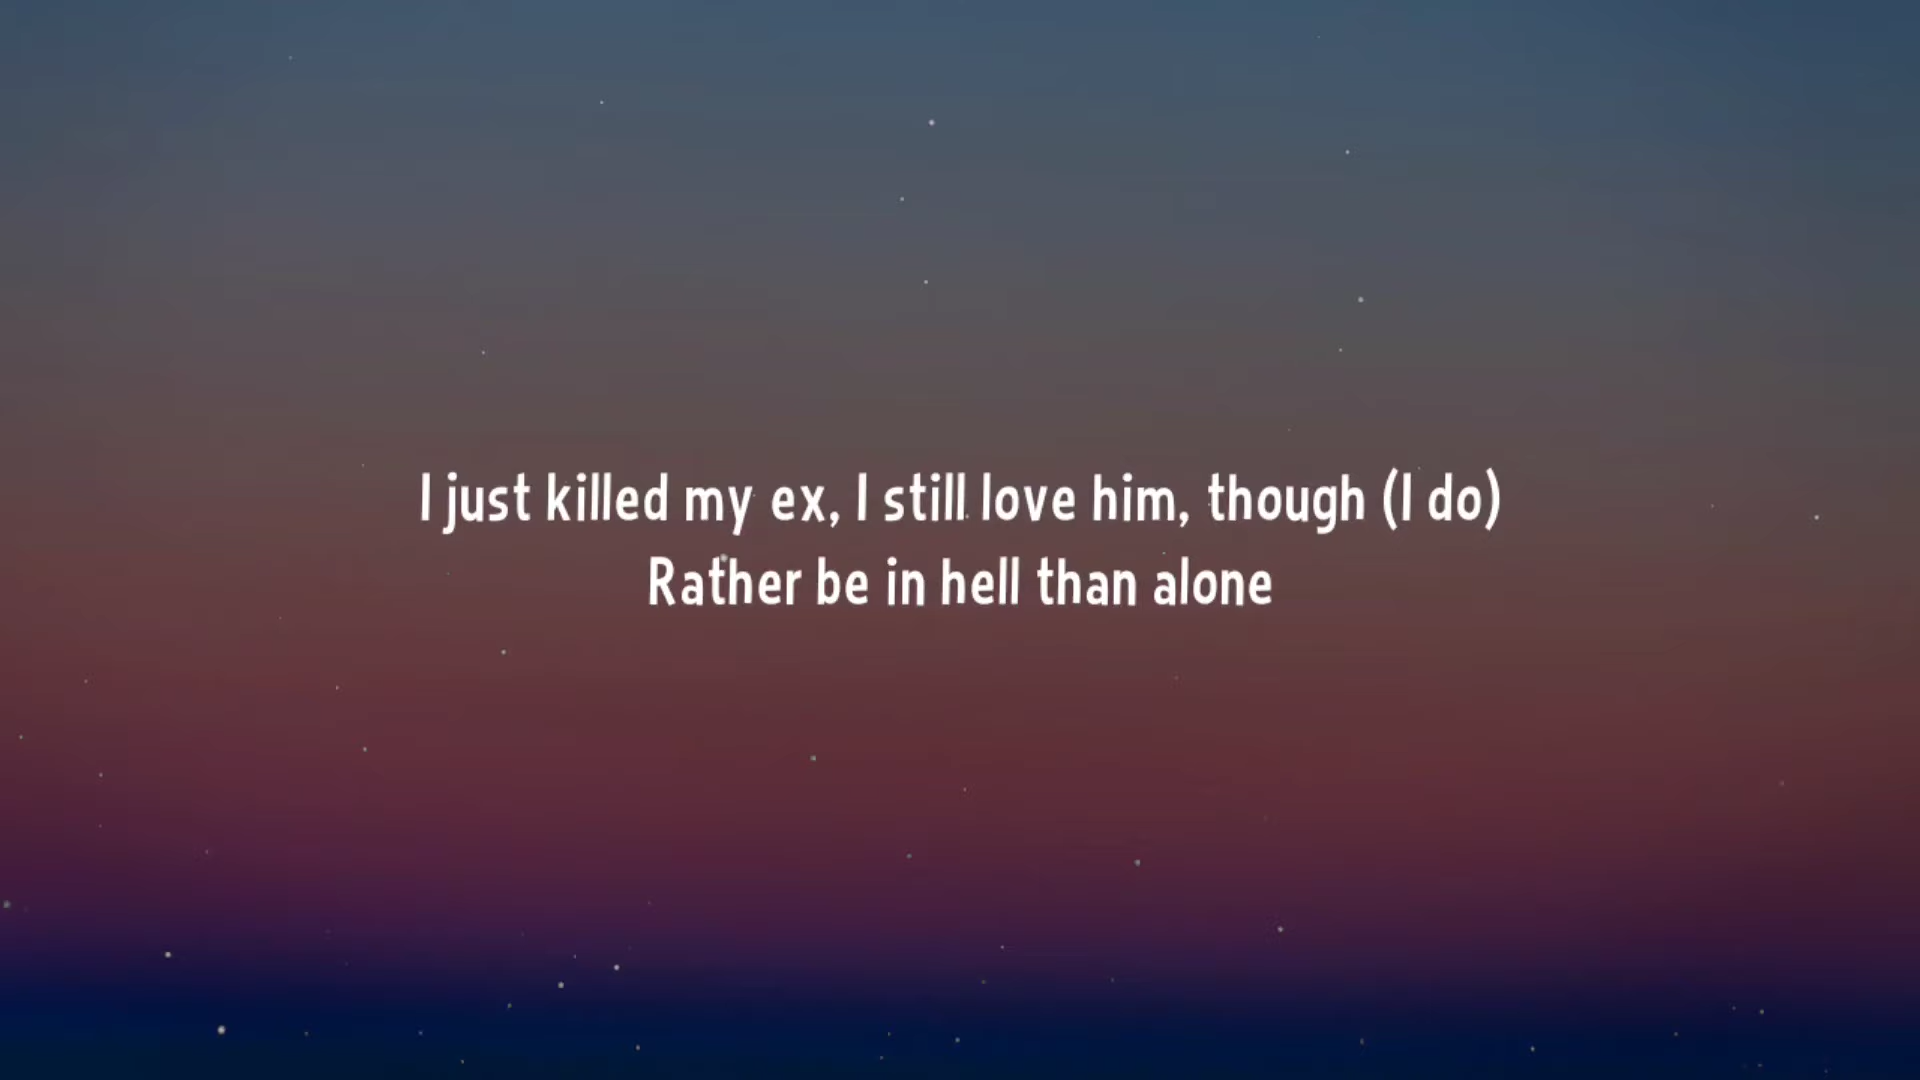 I just killed my ex, I still love him, though (I do)
Rather be in hell than alone